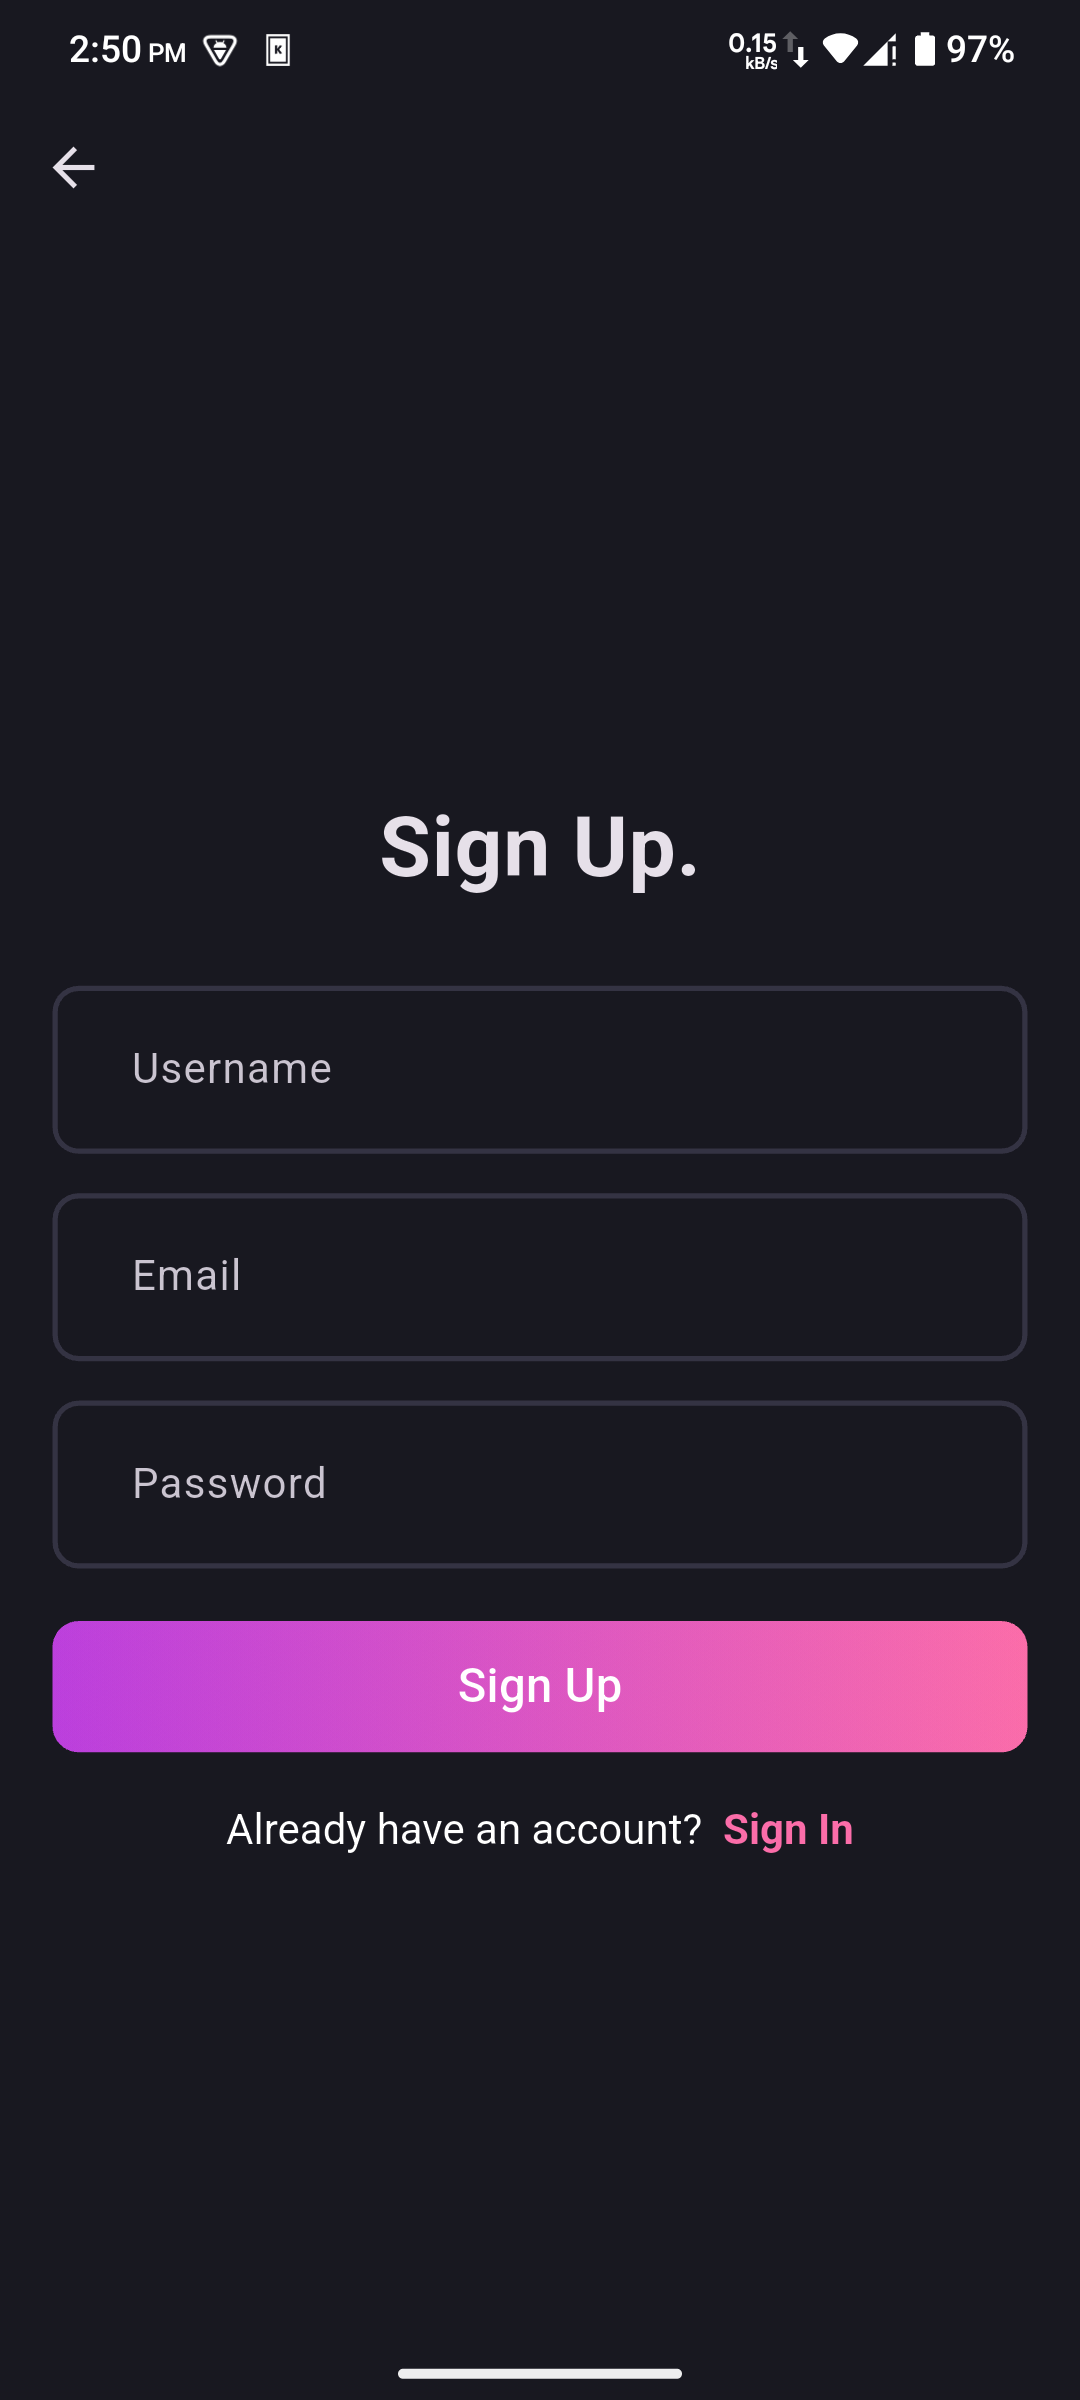 2:50 PM K 0.15 kB/s 97%
Sign Up.
Username
Email
Password
Sign Up
Already have an account? Sign In